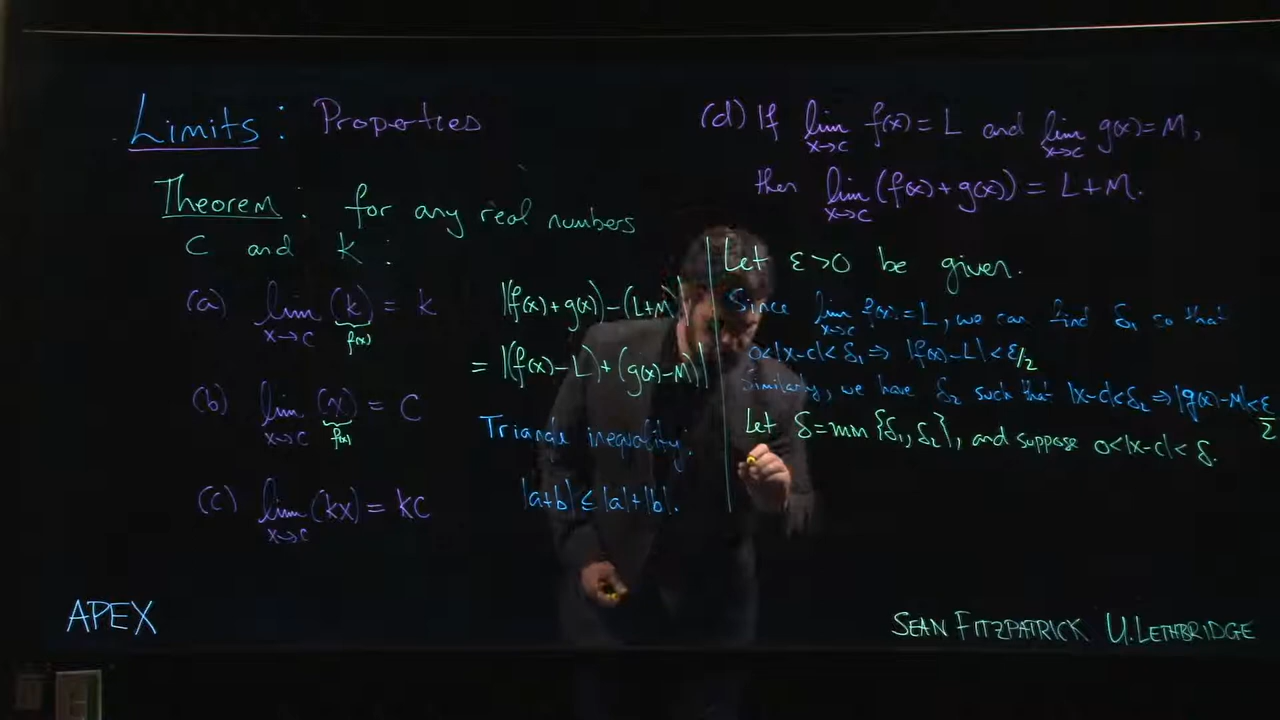 Limits: Properties
Theorem: for any real numbers
C and K:
(a) lim x→c (k) = k
f(x)
(b) lim x→c (x) = C
f(x)
(c) lim x→c (kx) = kc
|(f(x)+g(x))-(L+M)|
= |(f(x)-L)+(g(x)-M)|
Triangle inequality:
|a+b| ≤ |a|+|b|.
(d) If lim x→c f(x) = L and lim x→c g(x) = M,
then lim x→c (f(x)+g(x)) = L+M.
Let ε>0 be given.
Since lim x→c f(x) = L, we can find δ₁ so that
0<|x-c|<δ₁ ⇒ |f(x)-L|<ε/2
Similarly, we have δ₂ such that |x-c|<δ₂ ⇒ |g(x)-M|<ε/2
Let δ=min{δ₁,δ₂}, and suppose 0<|x-c|<δ.
APEX
SEAN FITZPATRICK U.LETHBRIDGE